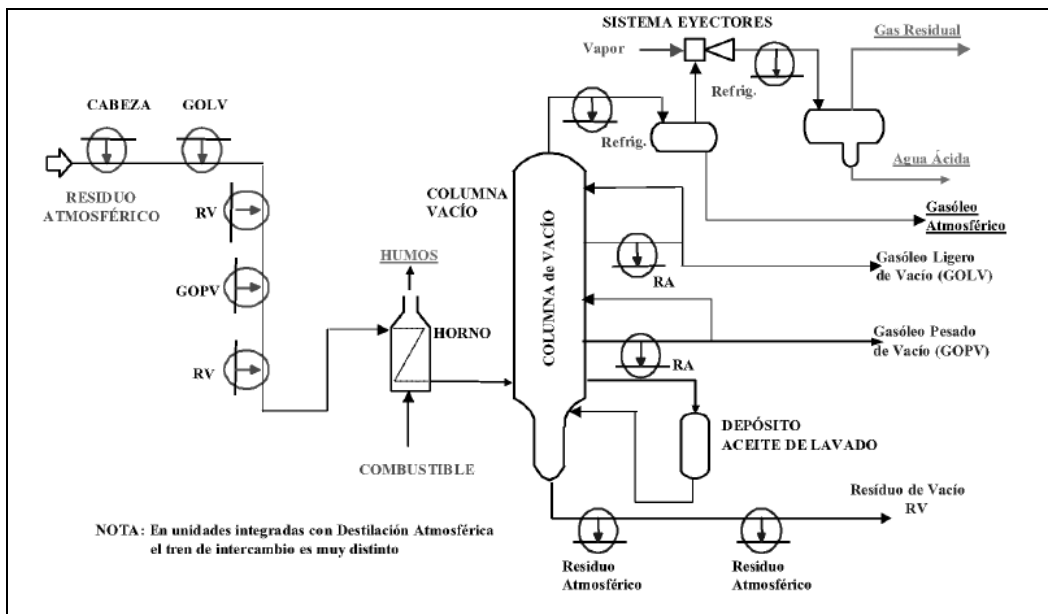 SISTEMA EYECTORES
Gas Residual
Vapor
CABEZA
GOLV
Refrig.
Refrig.
Agua Ácida
RESIDUO
ATMOSFÉRICO
COLUMNA
VACÍO
RV
Gasóleo
Atmosférico
HUMOS
COLUMNA de VACÍO
Gasóleo Ligero
de Vacío (GOLV)
RA
GOPV
HORNO
Gasóleo Pesado
de Vacío (GOPV)
RV
RA
DEPÓSITO
ACEITE DE LAVADO
COMBUSTIBLE
Resíduo de Vacío
RV
NOTA: En unidades integradas con Destilación Atmosférica
el tren de intercambio es muy distinto
Residuo
Atmosférico
Residuo
Atmosférico